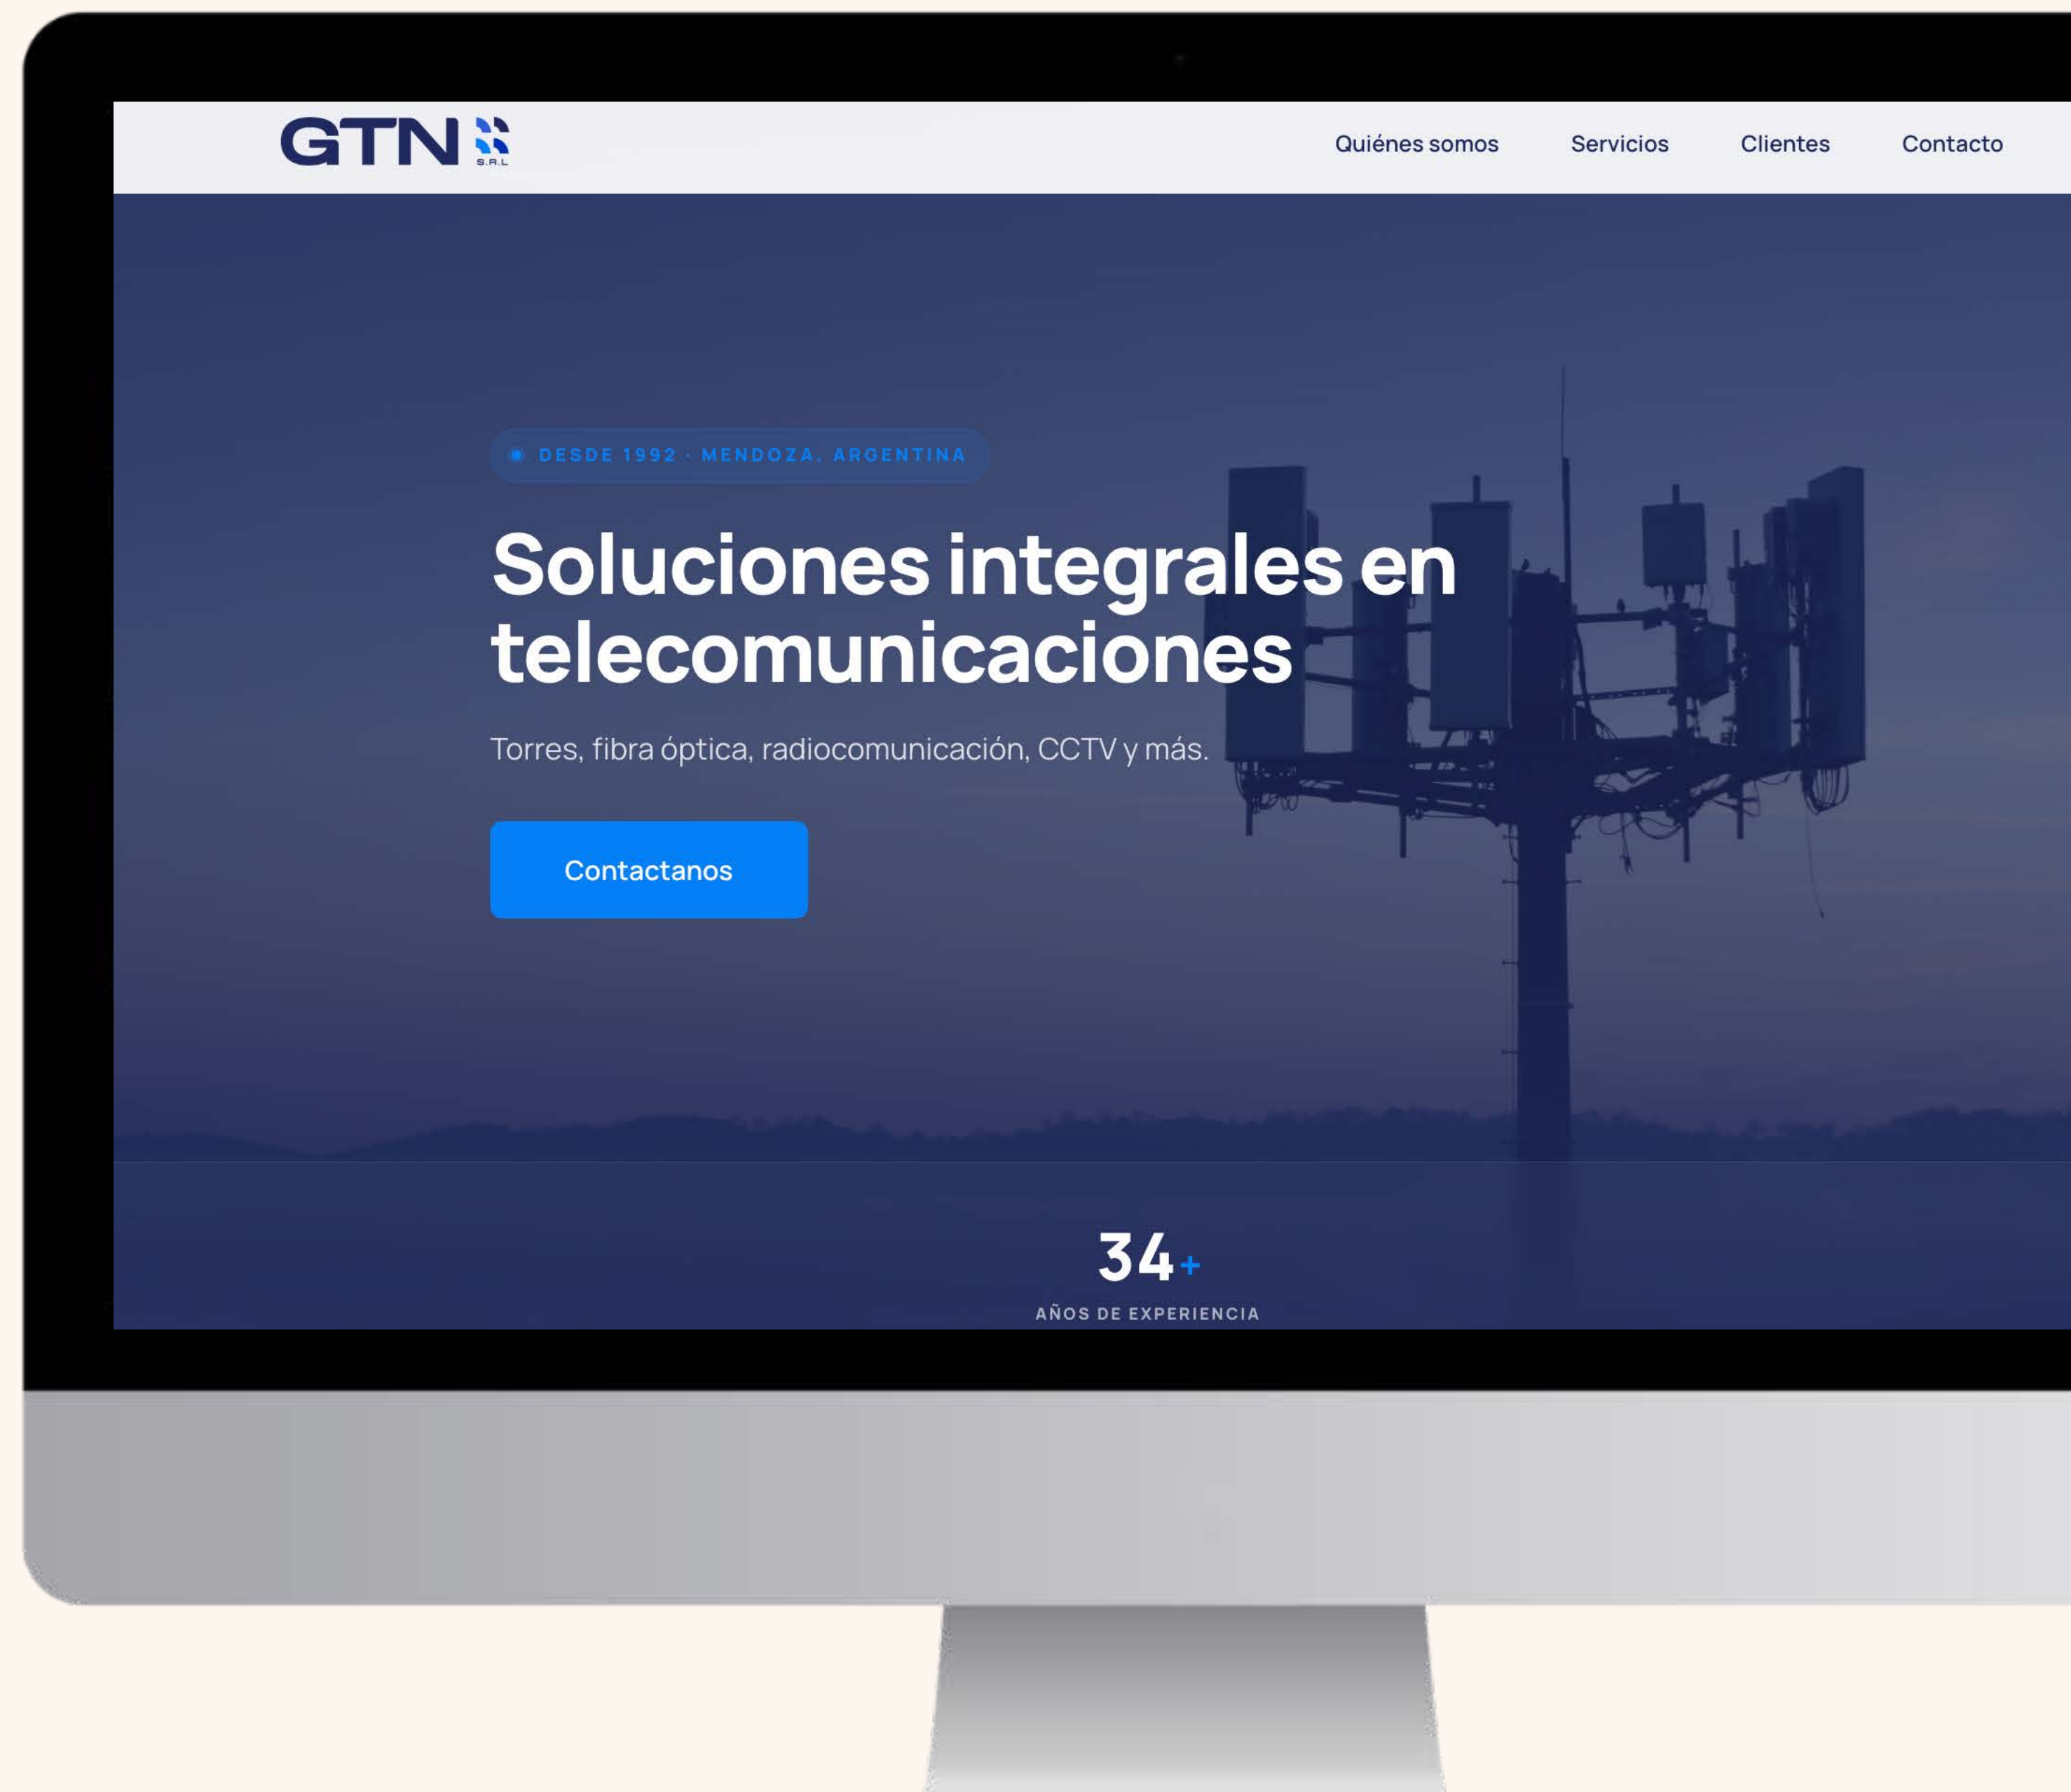 GTN S.R.L
Quiénes somos Servicios Clientes Contacto
DESDE 1992 · MENDOZA, ARGENTINA
Soluciones integrales en
telecomunicaciones
Torres, fibra óptica, radiocomunicación, CCTV y más.
Contactanos
34+
AÑOS DE EXPERIENCIA